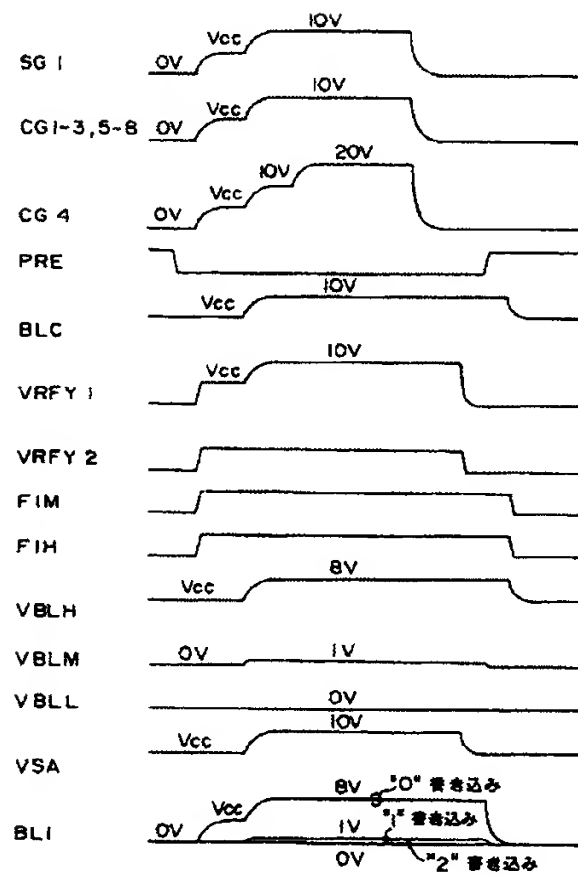 10V
Vcc
SG 1 0V
10V
Vcc
CG1-3,5-8 0V
20V
10V
Vcc
CG 4 0V
PRE
10V
Vcc
BLC
10V
Vcc
VRFY 1
VRFY 2
FIM
FIH
8V
Vcc
VBLH
0V 1V
VBLM
VBLL 0V
10V
Vcc
VSA
8V "0" 書き込み
Vcc "1" 書き込み
BL1 0V 1V
0V "2" 書き込み